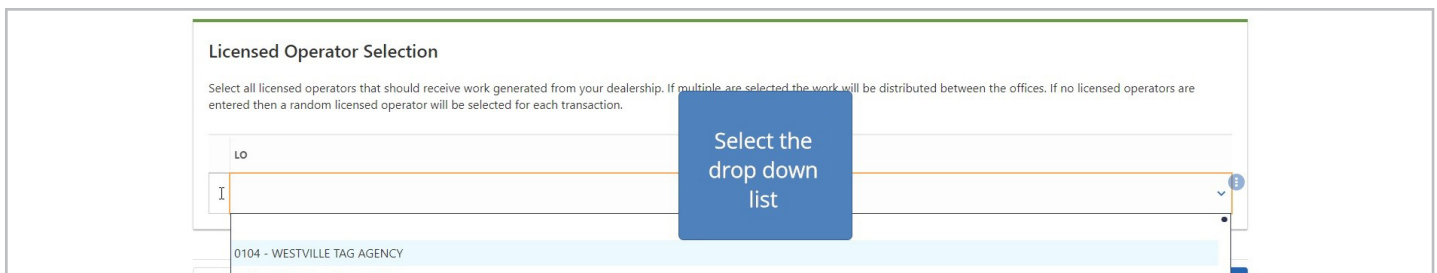 Licensed Operator Selection
Select all licensed operators that should receive work generated from your dealership. If multiple are selected the work will be distributed between the offices. If no licensed operators are
entered then a random licensed operator will be selected for each transaction.
Select the
drop down
list
LO
0104 - WESTVILLE TAG AGENCY